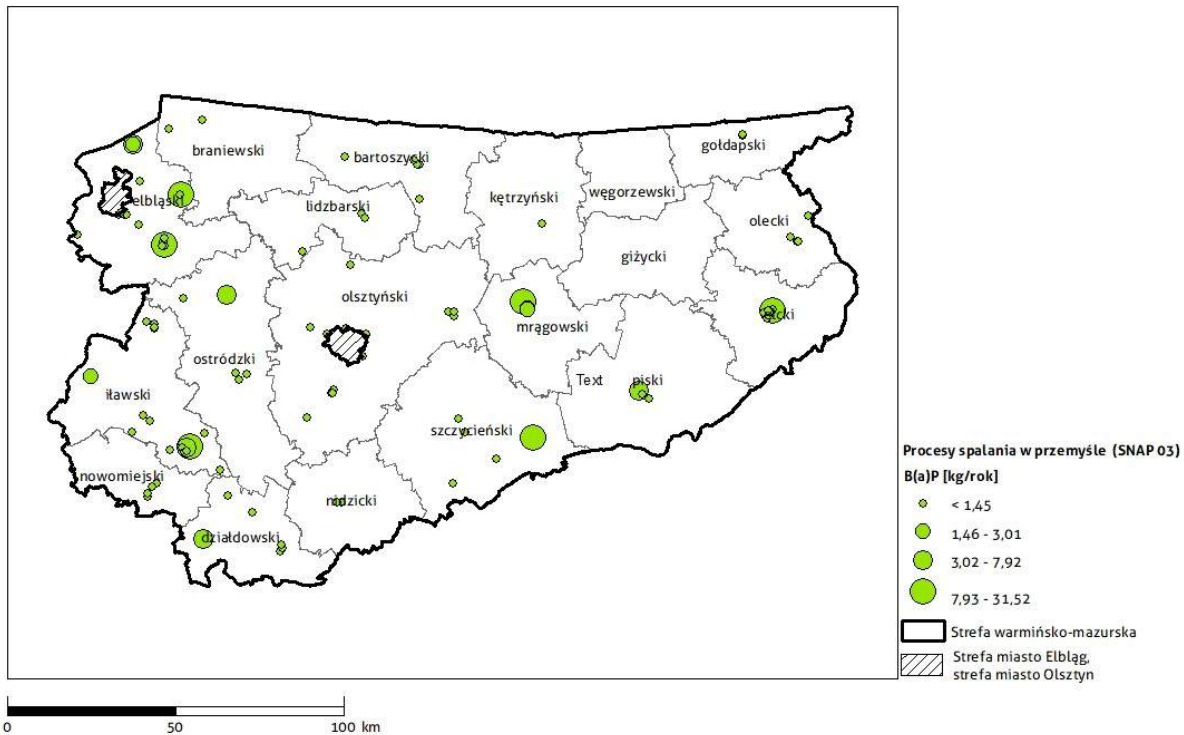 braniewski
bartoszycki
gołdapski
elbląski
lidzbarski
kętrzyński
węgorzewski
olecki
giżycki
olsztyński
mrągowski
ełcki
ostródzki
Text
piski
iławski
szczycieński
nowomiejski
nidzicki
działdowski
Procesy spalania w przemyśle (SNAP 03)
B(a)P [kg/rok]
< 1,45
1,46 - 3,01
3,02 - 7,92
7,93 - 31,52
Strefa warmińsko-mazurska
Strefa miasto Elbląg,
strefa miasto Olsztyn
0 50 100 km